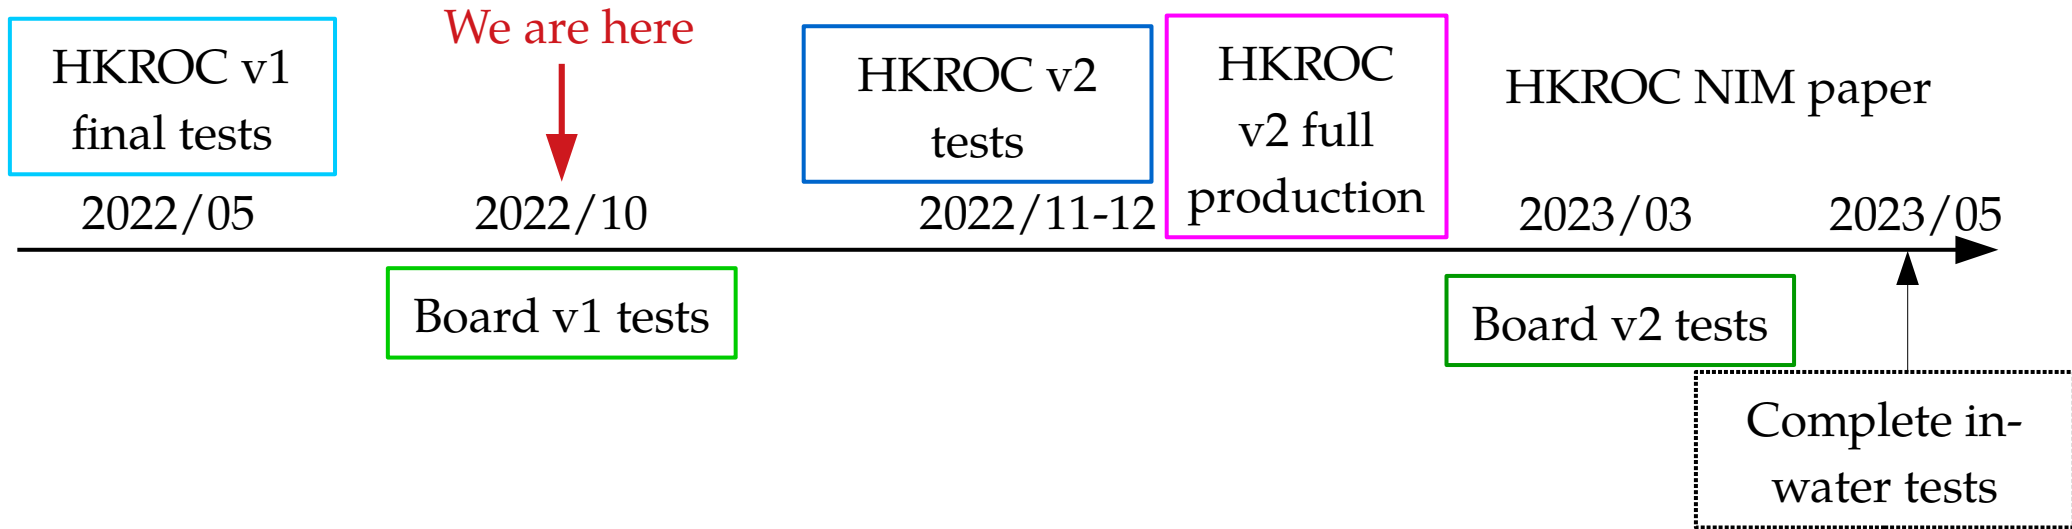 HKROC v1
final tests
We are here
HKROC v2
tests
HKROC
v2 full
production
HKROC NIM paper
2022/05
2022/10
2022/11-12
2023/03
2023/05
Board v1 tests
Board v2 tests
Complete in-
water tests